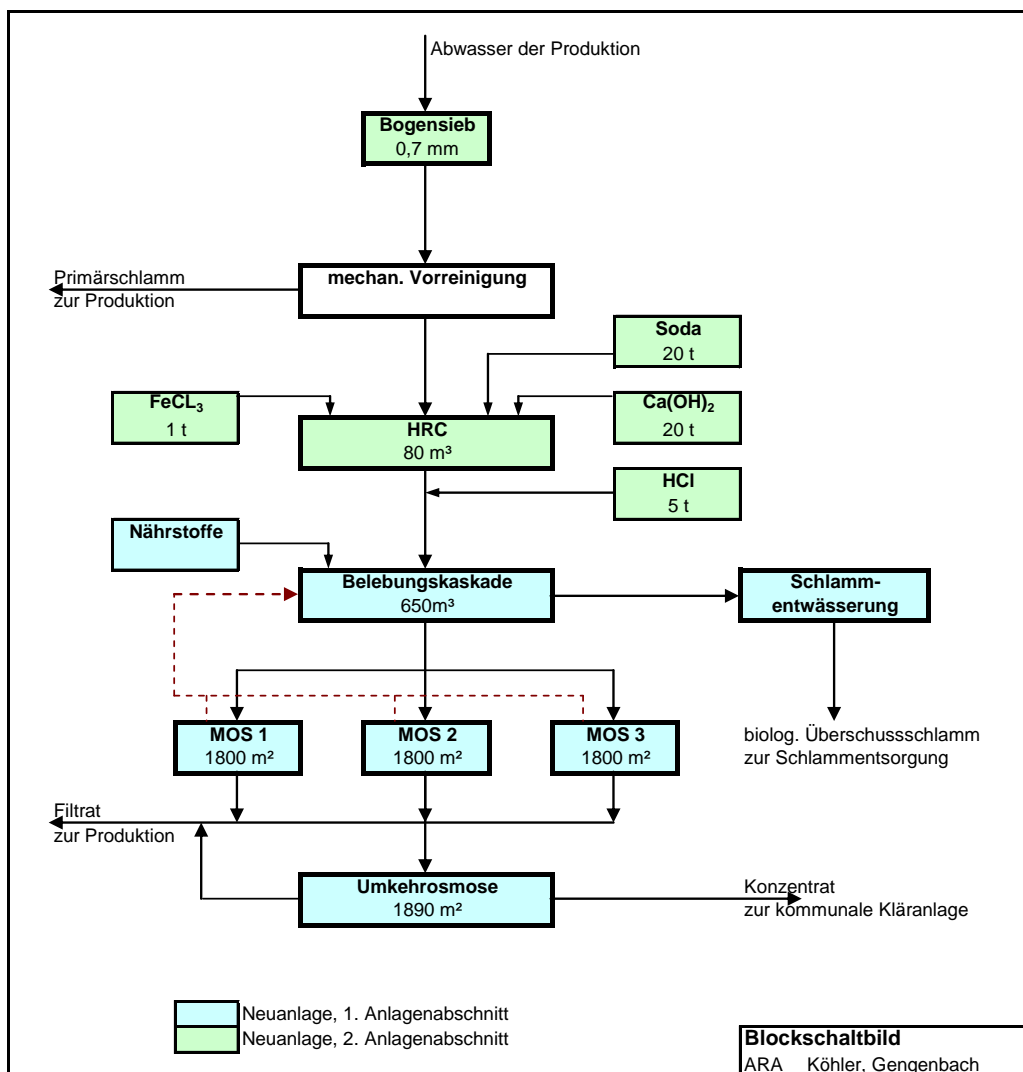 Abwasser der Produktion
Bogensieb
0,7 mm
Primärschlamm
zur Produktion
mechan. Vorreinigung
Soda
20 t
FeCL₃
1 t
HRC
80 m³
Ca(OH)₂
20 t
HCl
5 t
Nährstoffe
Belebungskaskade
650m³
Schlamm-
entwässerung
MOS 1
1800 m²
MOS 2
1800 m²
MOS 3
1800 m²
biolog. Überschussschlamm
zur Schlammentsorgung
Filtrat
zur Produktion
Umkehrosmose
1890 m²
Konzentrat
zur kommunale Kläranlage
Neuanlage, 1. Anlagenabschnitt
Neuanlage, 2. Anlagenabschnitt
Blockschaltbild
ARA Köhler, Gengenbach